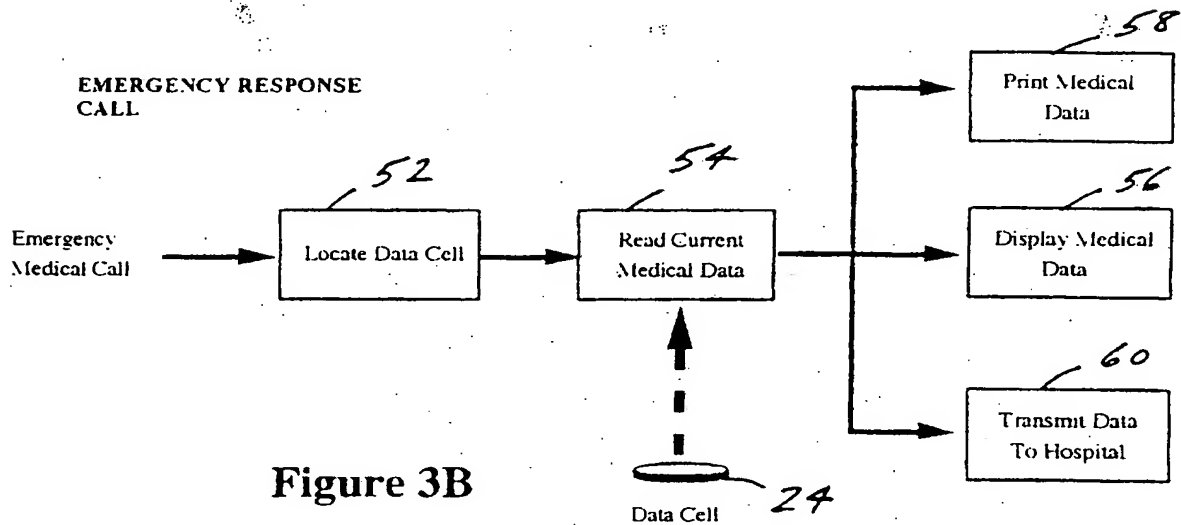 58
EMERGENCY RESPONSE
CALL
Print Medical
Data
52
54
56
Emergency
Medical Call
Locate Data Cell
Read Current
Medical Data
Display Medical
Data
60
Transmit Data
To Hospital
Figure 3B
24
Data Cell